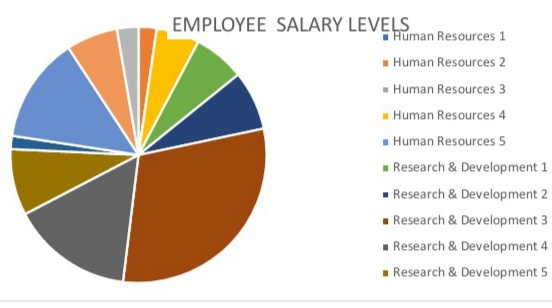 EMPLOYEE SALARY LEVELS
Human Resources 1
Human Resources 2
Human Resources 3
Human Resources 4
Human Resources 5
Research & Development 1
Research & Development 2
Research & Development 3
Research & Development 4
Research & Development 5